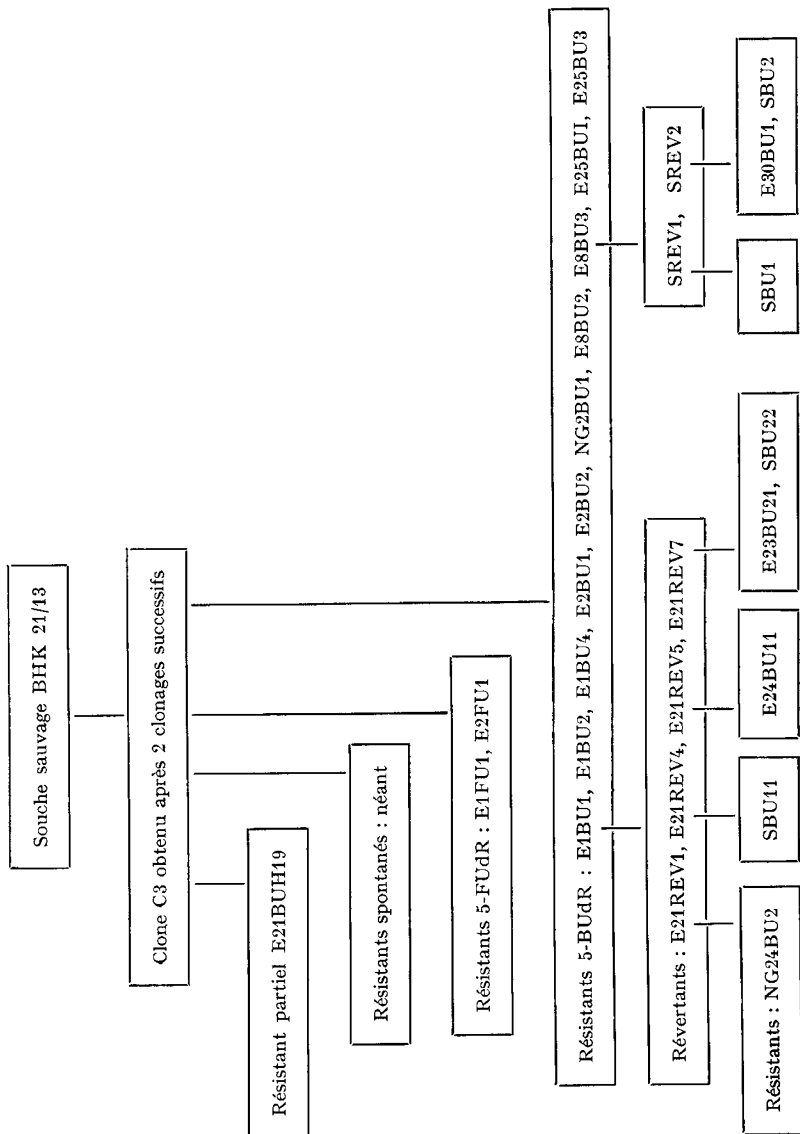 Souche sauvage BHK 21/13
Clone C3 obtenu après 2 clonages successifs
Résistant partiel E21BUH19
Résistants spontanés : néant
Résistants 5-FUdR : E1FU1, E2FU1
Résistants 5-BUdR : E1BU1, E1BU2, E1BU4, E2BU1, E2BU2, NG2BU1, E8BU2, E8BU3, E25BU1, E25BU3
Révertants : E21REV1, E21REV4, E21REV5, E21REV7
SREV1, SREV2
Résistants : NG24BU2
SBU11
E24BU11
E23BU21, SBU22
SBU1
E30BU1, SBU2